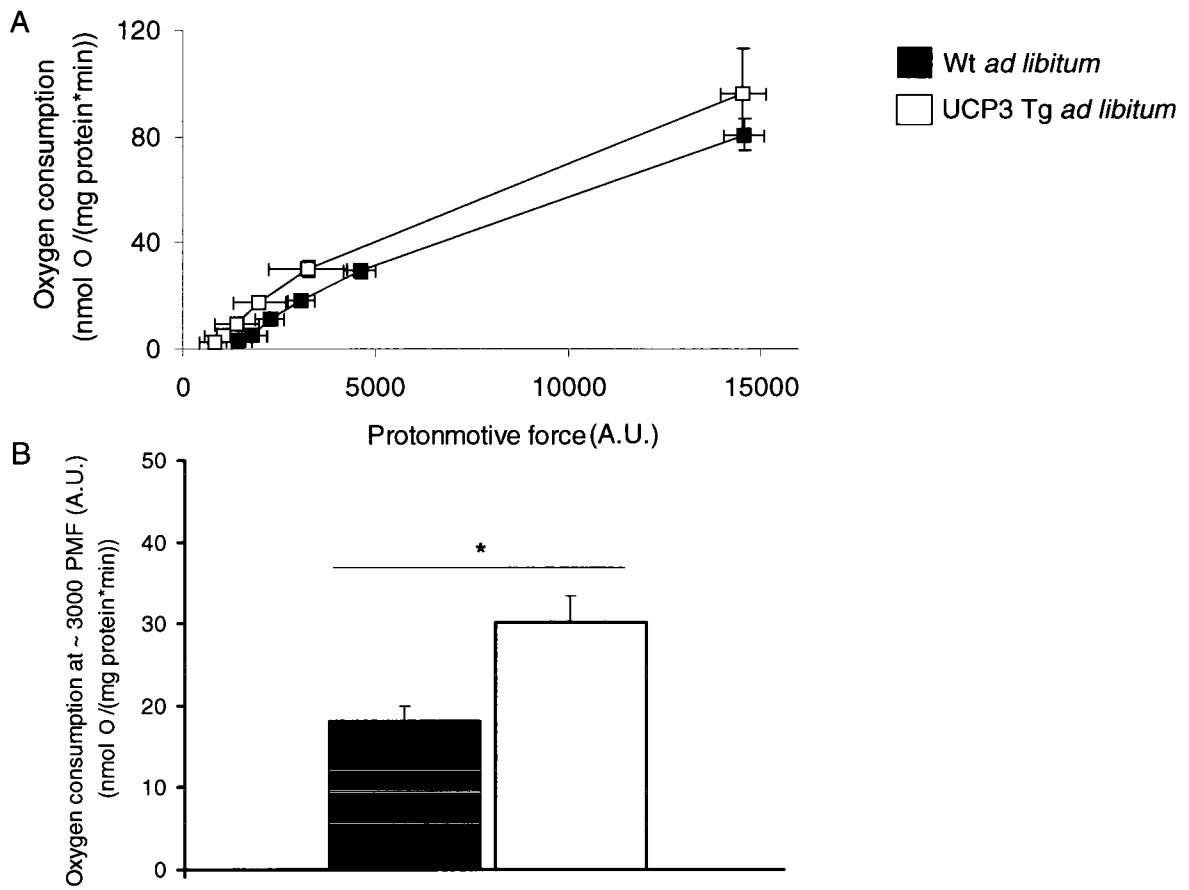 A
Oxygen consumption
(nmol O /(mg protein*min))
120
80
40
0
0 5000 10000 15000
Protonmotive force (A.U.)
Wt ad libitum
UCP3 Tg ad libitum
B
Oxygen consumption at ~ 3000 PMF (A.U.)
(nmol O /(mg protein*min))
50
40
30
20
10
0
*